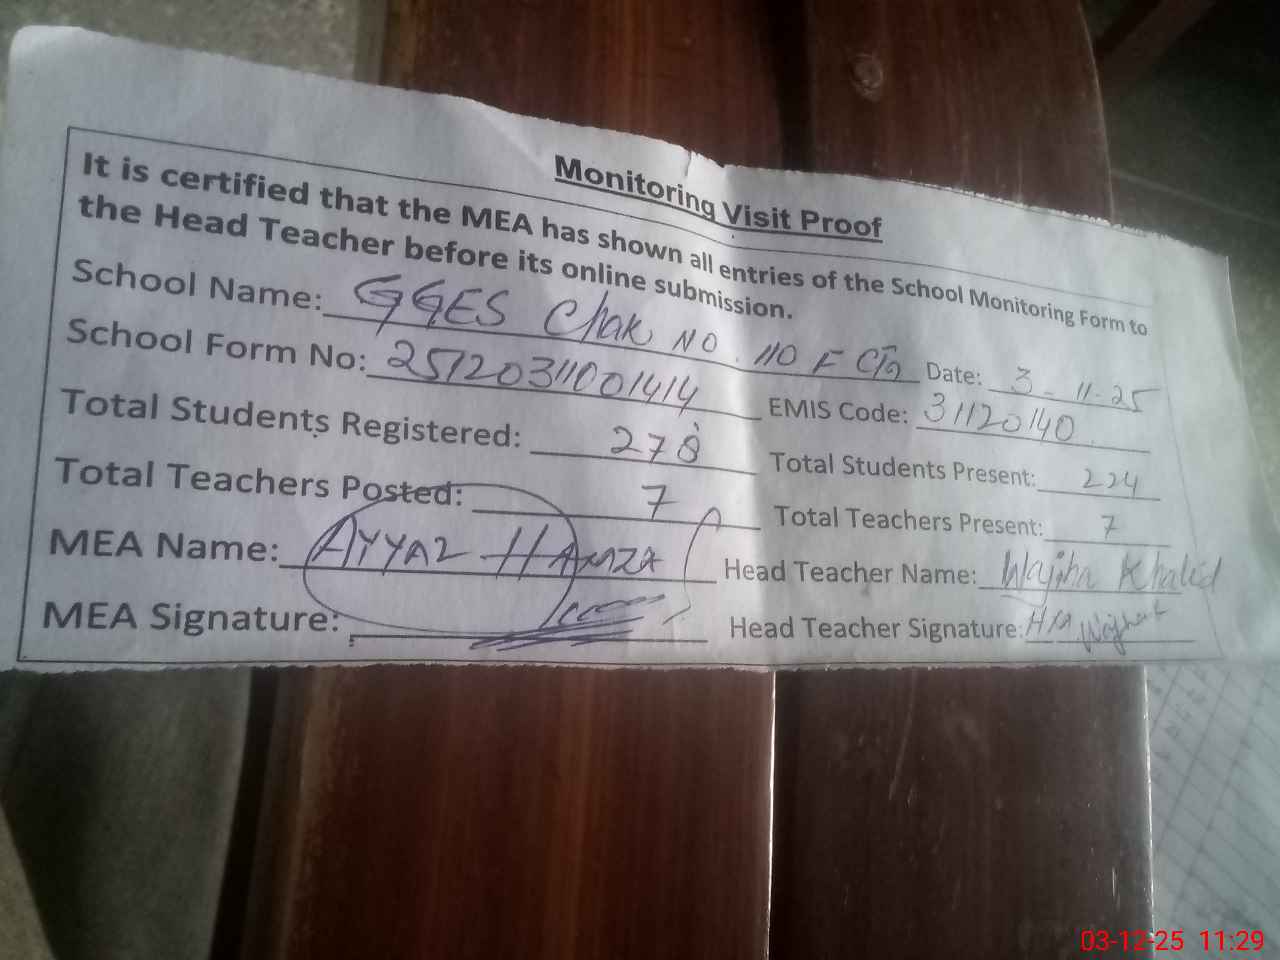 Monitoring Visit Proof
It is certified that the MEA has shown all entries of the School Monitoring Form to
the Head Teacher before its online submission.
School Name: GGES Chak NO. 110 F Ctn Date: 3-11-25
School Form No: 25120311001414 EMIS Code: 31120140
Total Students Registered: 278 Total Students Present: 224
Total Teachers Posted: 7 Total Teachers Present: 7
MEA Name: AYYAZ HAMZA Head Teacher Name: Wajiha Khalid
MEA Signature: Head Teacher Signature:
03-12-25 11:29